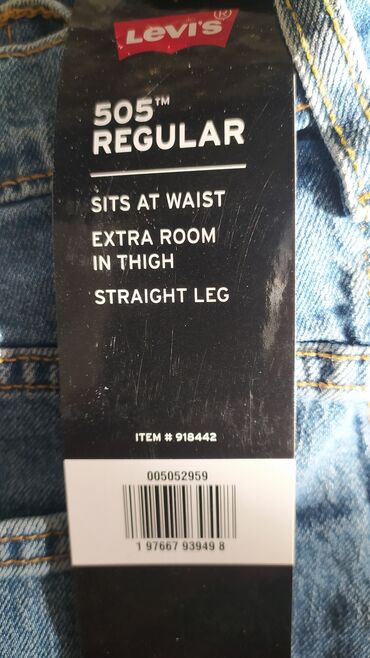 Levi's®
505™
REGULAR
SITS AT WAIST
EXTRA ROOM
IN THIGH
STRAIGHT LEG
ITEM # 918442
005052959
1 97667 93949 8